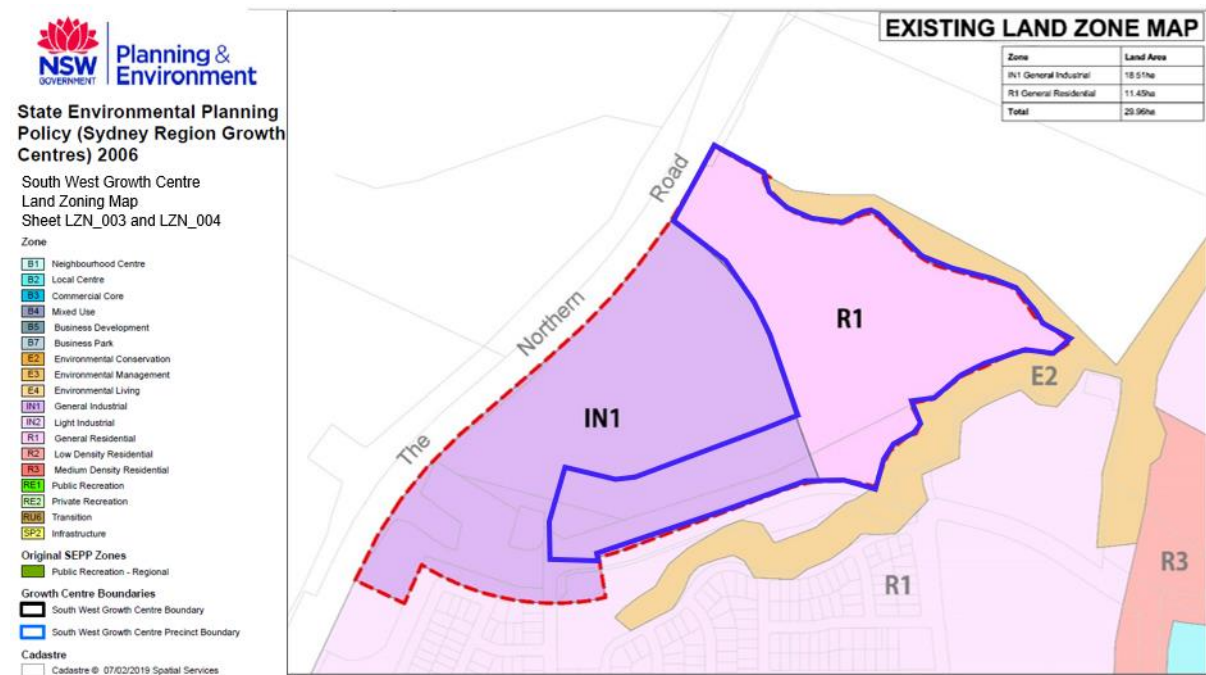 NSW
GOVERNMENT
Planning &
Environment
State Environmental Planning
Policy (Sydney Region Growth
Centres) 2006
South West Growth Centre
Land Zoning Map
Sheet LZN_003 and LZN_004
Zone
B1 Neighbourhood Centre
B2 Local Centre
B3 Commercial Core
B4 Mixed Use
B5 Business Development
B7 Business Park
E2 Environmental Conservation
E3 Environmental Management
E4 Environmental Living
IN1 General Industrial
IN2 Light Industrial
R1 General Residential
R2 Low Density Residential
R3 Medium Density Residential
RE1 Public Recreation
RE2 Private Recreation
RU6 Transition
SP2 Infrastructure
Original SEPP Zones
Public Recreation - Regional
Growth Centre Boundaries
South West Growth Centre Boundary
South West Growth Centre Precinct Boundary
Cadastre
Cadastre © 07/02/2019 Spatial Services
EXISTING LAND ZONE MAP
Zone Land Area
IN1 General Industrial 18.51ha
R1 General Residential 11.45ha
Total 29.96ha
The Northern Road
R1
E2
IN1
R1
R3